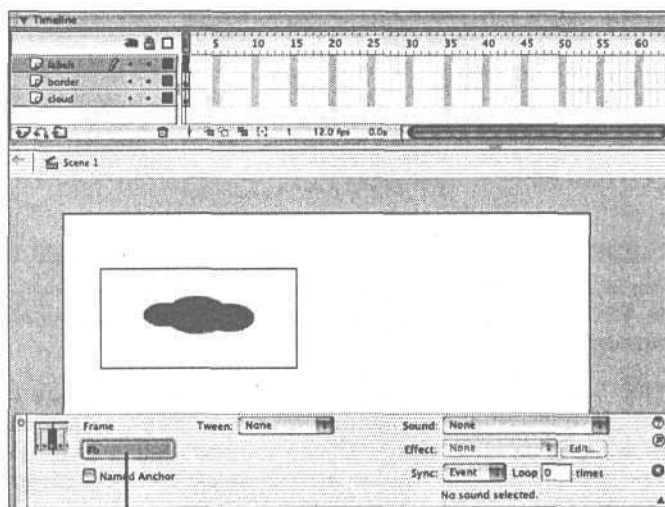 Timeline
5 10 15 20 25 30 35 40 45 50 55 60
labels
border
cloud
1 12.0 fps 0.0s
Scene 1
Frame Tween: None Sound: None
#b Effect: None Edit...
Named Anchor Sync: Event Loop 0 times
No sound selected.